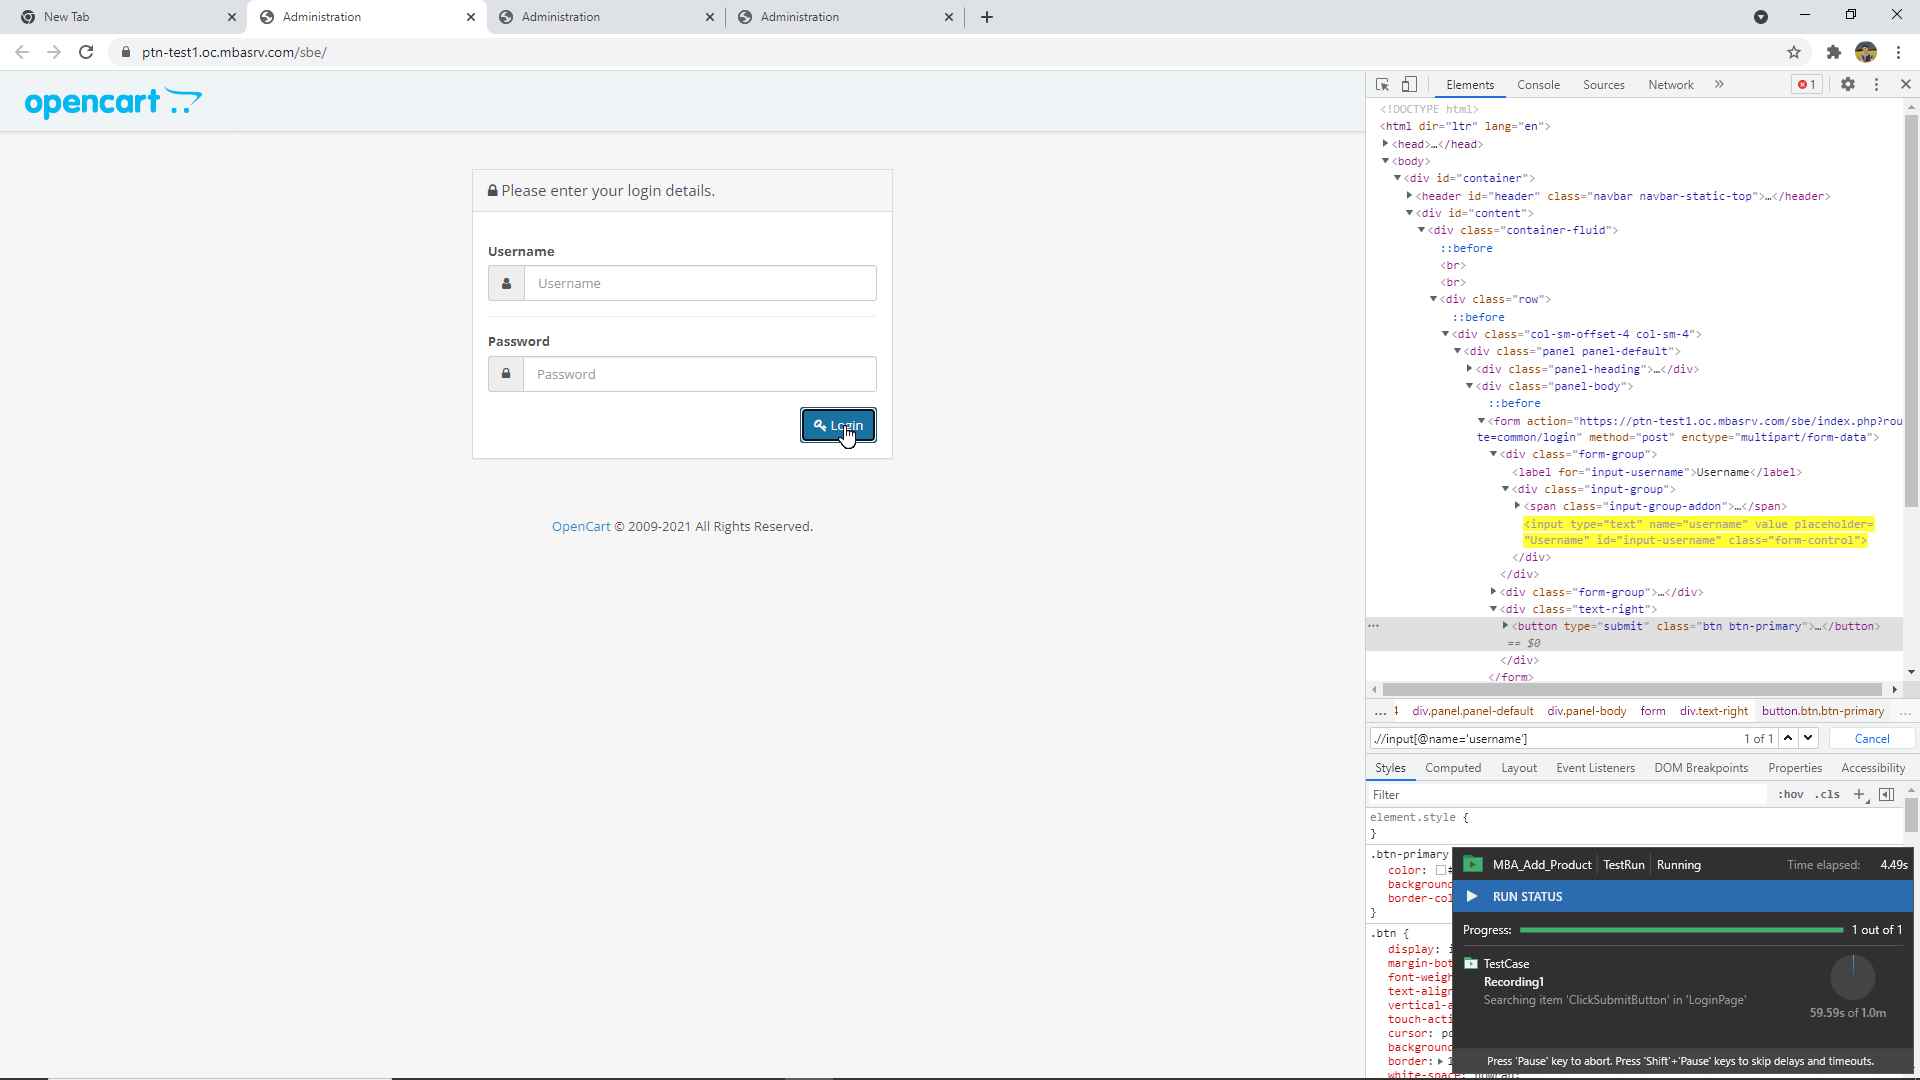 New Tab
Administration
Administration
Administration
ptn-test1.oc.mbasrv.com/sbe/
opencart
Please enter your login details.
Username
Username
Password
Password
Login
OpenCart © 2009-2021 All Rights Reserved.
Elements Console Sources Network » 1
<!DOCTYPE html>
<html dir="ltr" lang="en">
<head>…</head>
<body>
<div id="container">
<header id="header" class="navbar navbar-static-top">…</header>
<div id="content">
<div class="container-fluid">
::before
<br>
<br>
<div class="row">
::before
<div class="col-sm-offset-4 col-sm-4">
<div class="panel panel-default">
<div class="panel-heading">…</div>
<div class="panel-body">
::before
<form action="https://ptn-test1.oc.mbasrv.com/sbe/index.php?rou
te=common/login" method="post" enctype="multipart/form-data">
<div class="form-group">
<label for="input-username">Username</label>
<div class="input-group">
<span class="input-group-addon">…</span>
<input type="text" name="username" value placeholder=
"Username" id="input-username" class="form-control">
</div>
</div>
<div class="form-group">…</div>
<div class="text-right">
… <button type="submit" class="btn btn-primary">…</button>
== $0
</div>
</form>
… div.panel.panel-default div.panel-body form div.text-right button.btn.btn-primary …
.//input[@name='username'] 1 of 1 Cancel
Styles Computed Layout Event Listeners DOM Breakpoints Properties Accessibility
Filter :hov .cls +
element.style {
}
.btn-primary
color:
background
border-col
}
.btn {
display:
margin-bot
font-weigh
text-align
vertical-a
touch-acti
cursor: po
background
border:
white-space:
MBA_Add_Product TestRun Running Time elapsed: 4.49s
RUN STATUS
Progress: 1 out of 1
TestCase
Recording1
Searching item 'ClickSubmitButton' in 'LoginPage'
59.59s of 1.0m
Press 'Pause' key to abort. Press 'Shift'+'Pause' keys to skip delays and timeouts.